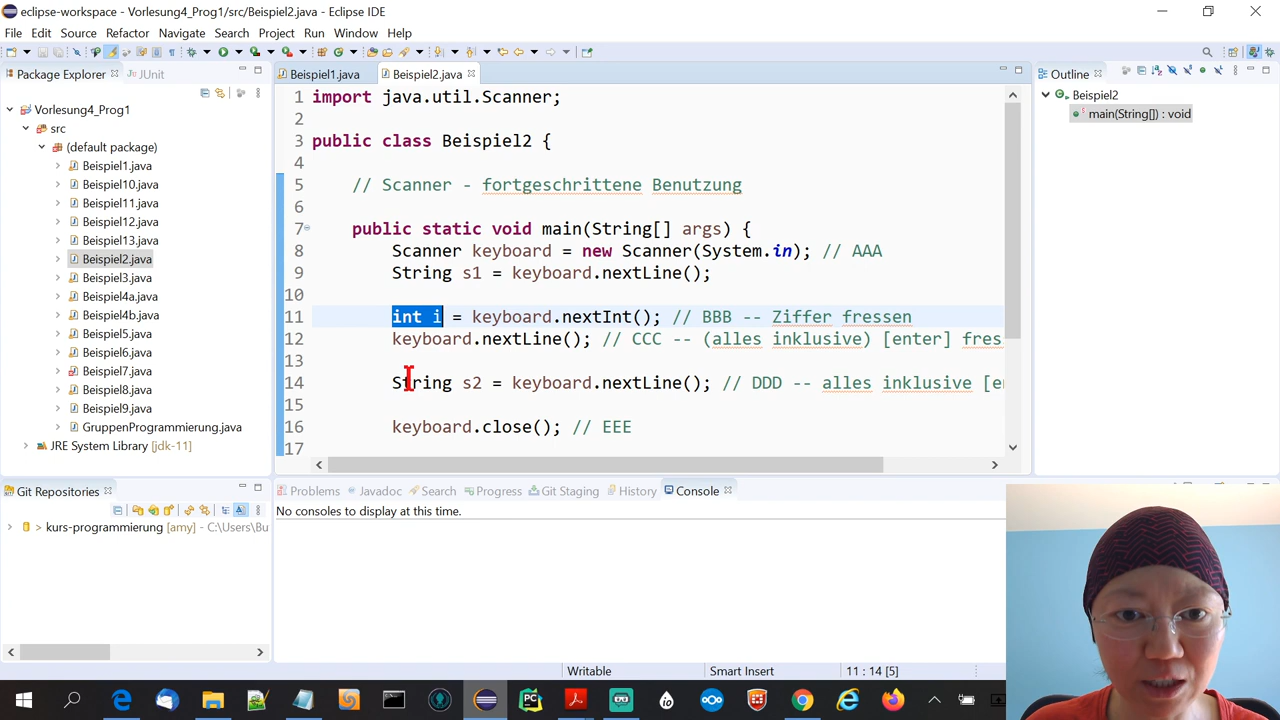 eclipse-workspace - Vorlesung4_Prog1/src/Beispiel2.java - Eclipse IDE
File Edit Source Refactor Navigate Search Project Run Window Help
Package Explorer JUnit
Vorlesung4_Prog1
src
(default package)
Beispiel1.java
Beispiel10.java
Beispiel11.java
Beispiel12.java
Beispiel13.java
Beispiel2.java
Beispiel3.java
Beispiel4a.java
Beispiel4b.java
Beispiel5.java
Beispiel6.java
Beispiel7.java
Beispiel8.java
Beispiel9.java
GruppenProgrammierung.java
JRE System Library [jdk-11]
Beispiel1.java Beispiel2.java
1 import java.util.Scanner;
2
3 public class Beispiel2 {
4
5 // Scanner - fortgeschrittene Benutzung
6
7 public static void main(String[] args) {
8 Scanner keyboard = new Scanner(System.in); // AAA
9 String s1 = keyboard.nextLine();
10
11 int i = keyboard.nextInt(); // BBB -- Ziffer fressen
12 keyboard.nextLine(); // CCC -- (alles inklusive) [enter] fres
13
14 String s2 = keyboard.nextLine(); // DDD -- alles inklusive [en
15
16 keyboard.close(); // EEE
17
Outline
Beispiel2
main(String[]) : void
Git Repositories
> kurs-programmierung [amy] - C:\Users\Bu
Problems Javadoc Search Progress Git Staging History Console
No consoles to display at this time.
Writable Smart Insert 11 : 14 [5]